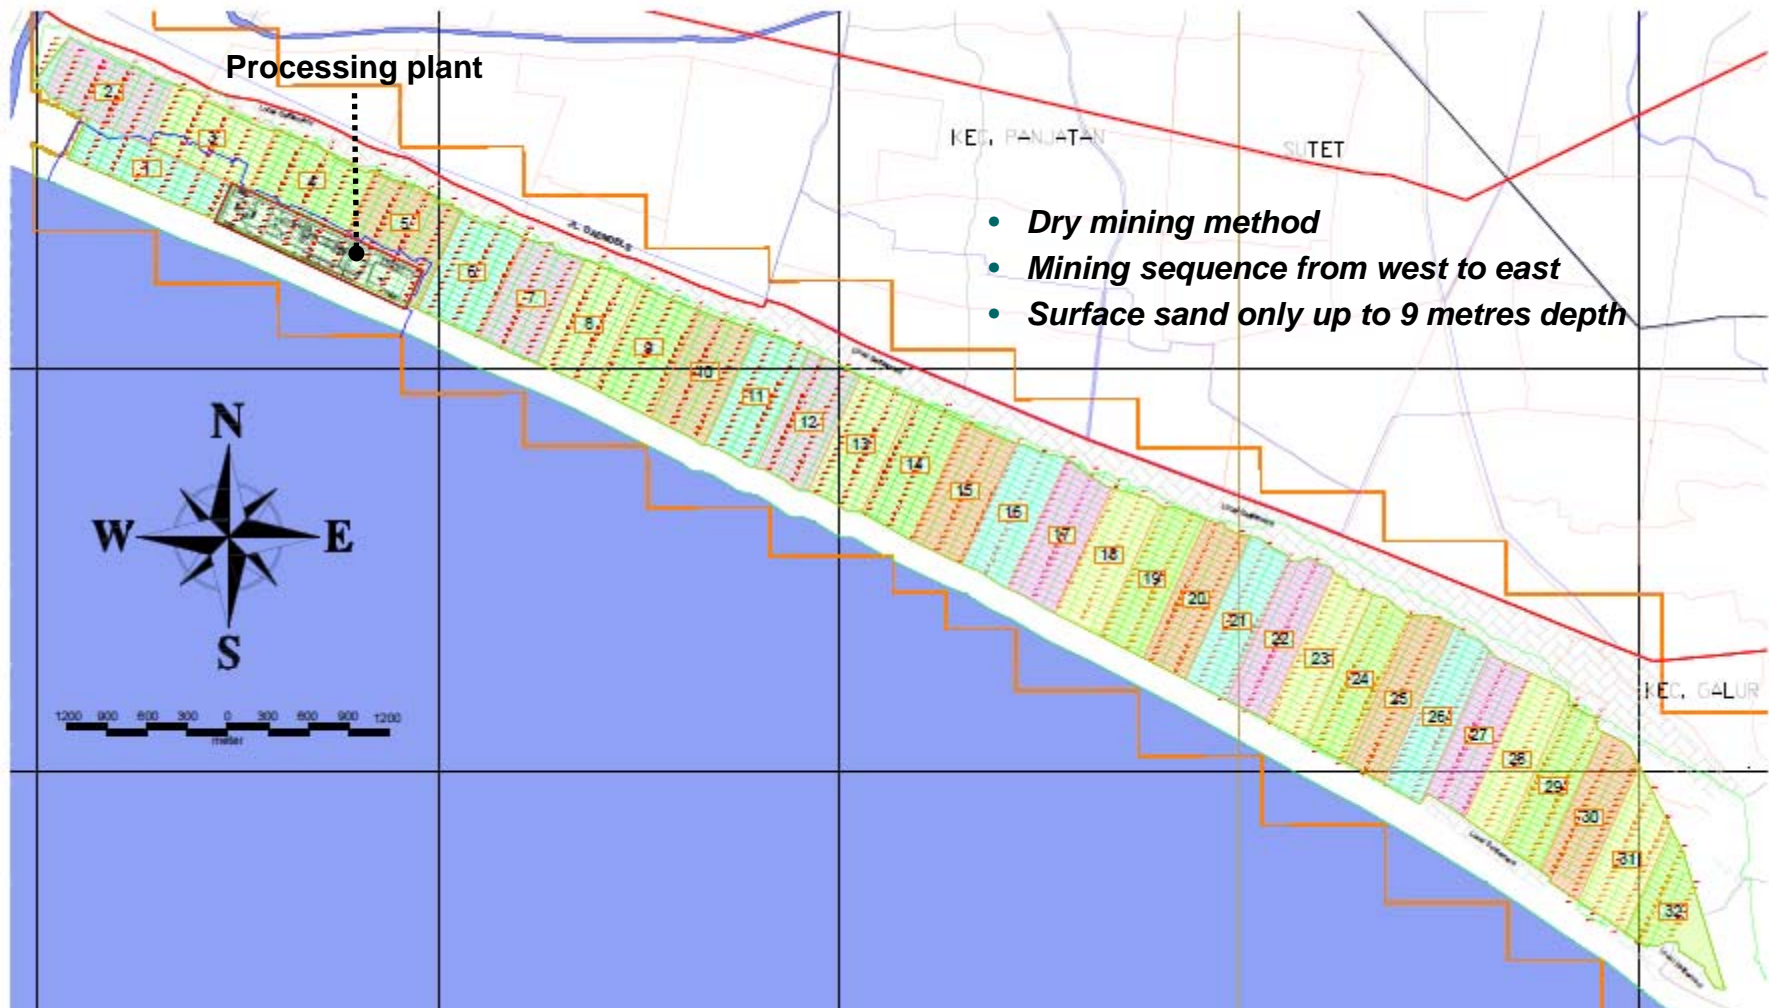 Processing plant
KEC. PANJATAN
SUTET
• Dry mining method
• Mining sequence from west to east
• Surface sand only up to 9 metres depth
2
3
1
4
5
6
7
8
9
10
11
12
13
14
15
16
17
18
19
20
21
22
23
24
25
26
27
28
29
30
31
32
KEC. GALUR
N
W
E
S
1200 900 600 300 0 300 600 900 1200
meter